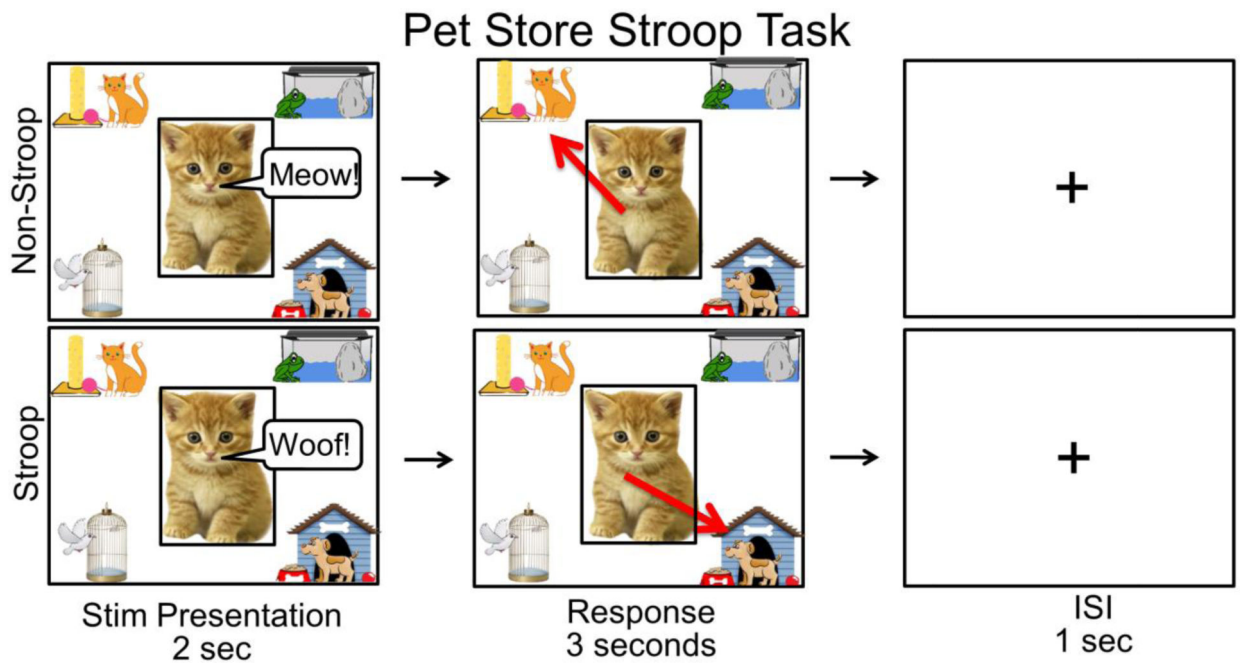 Pet Store Stroop Task
Non-Stroop
Meow!
+
Stroop
Woof!
+
Stim Presentation
2 sec
Response
3 seconds
ISI
1 sec